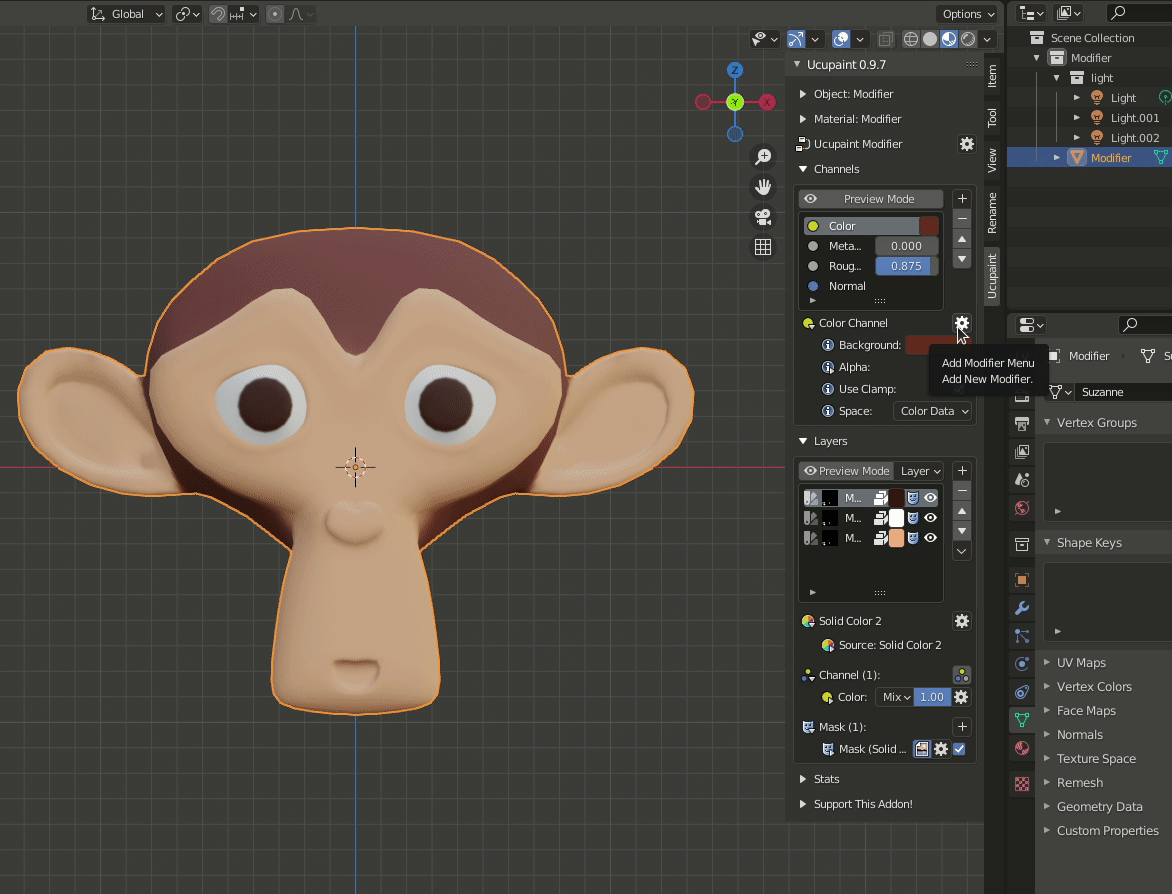 Global
Options
Ucupaint 0.9.7
Object: Modifier
Material: Modifier
Ucupaint Modifier
Channels
Preview Mode
Color
Meta...
0.000
Roug...
0.875
Normal
Color Channel
Background:
Alpha:
Use Clamp:
Space:
Color Data
Add Modifier Menu
Add New Modifier.
Layers
Preview Mode
Layer
M...
M...
M...
Solid Color 2
Source: Solid Color 2
Channel (1):
Color:
Mix
1.00
Mask (1):
Mask (Solid ...
Stats
Support This Addon!
Z
Y
X
Item
Tool
View
Rename
Ucupaint
Scene Collection
Modifier
light
Light
Light.001
Light.002
Modifier
Modifier
Suzanne
Vertex Groups
Shape Keys
UV Maps
Vertex Colors
Face Maps
Normals
Texture Space
Remesh
Geometry Data
Custom Properties